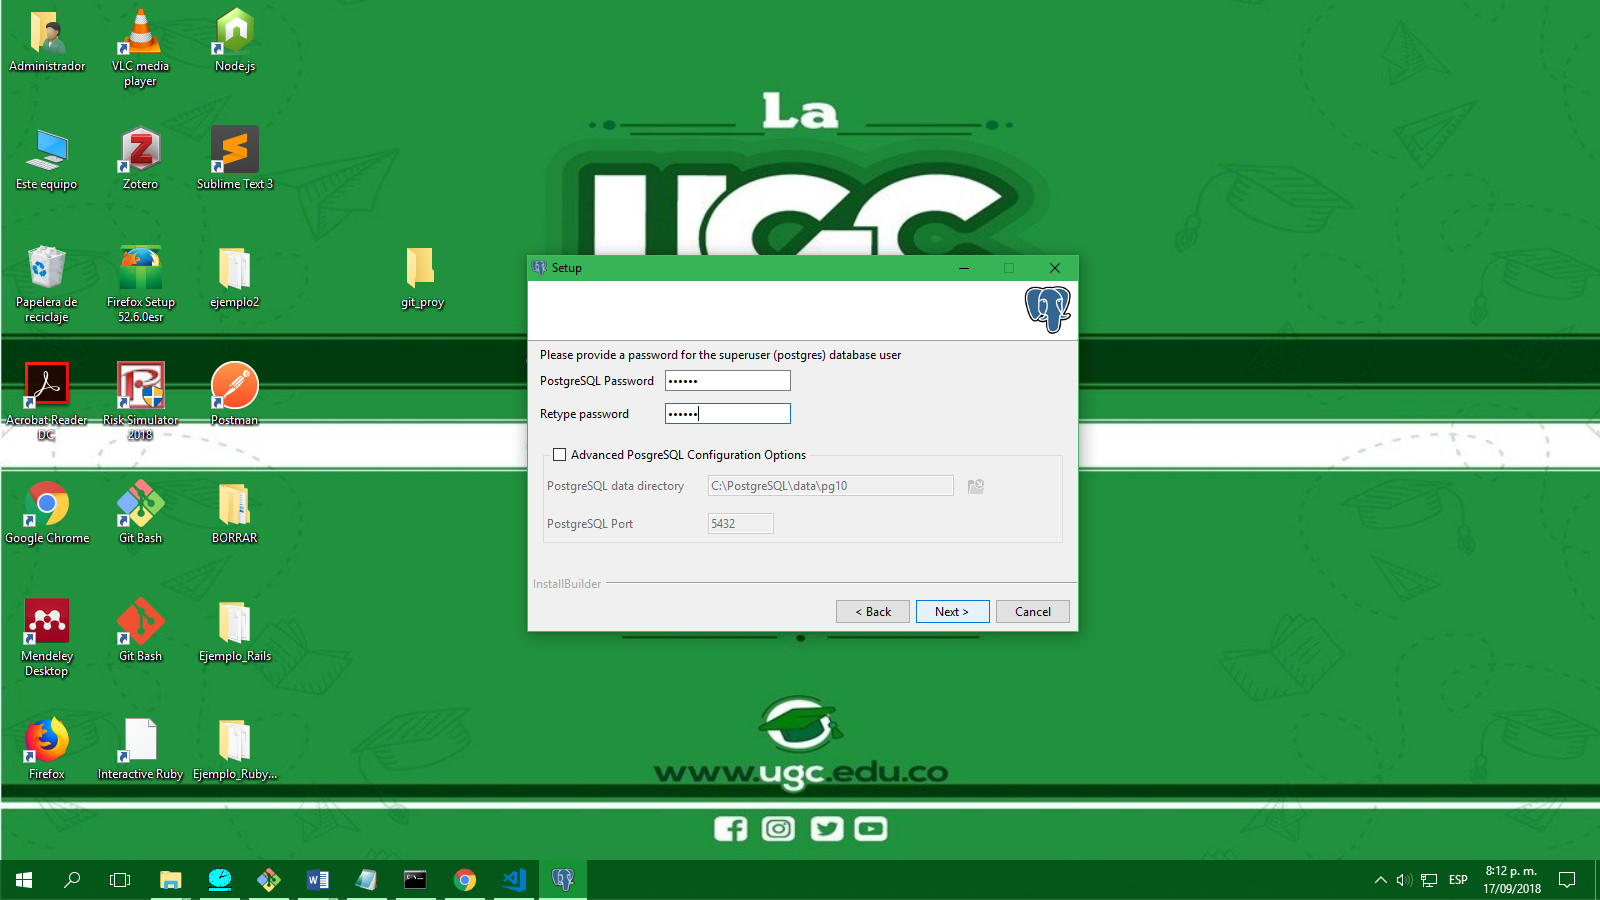 Administrador
VLC media
player
Node.js
Este equipo
Zotero
Sublime Text 3
Papelera de
reciclaje
Firefox Setup
52.6.0esr
ejemplo2
git_proy
Acrobat Reader
DC
Risk Simulator
2018
Postman
Google Chrome
Git Bash
BORRAR
Mendeley
Desktop
Git Bash
Ejemplo_Rails
Firefox
Interactive Ruby
Ejemplo_Ruby...
La
UGC
Setup
Please provide a password for the superuser (postgres) database user
PostgreSQL Password ••••••
Retype password ••••••
Advanced PosgreSQL Configuration Options
PostgreSQL data directory C:\PostgreSQL\data\pg10
PostgreSQL Port 5432
InstallBuilder
< Back Next > Cancel
www.ugc.edu.co
ESP
8:12 p. m.
17/09/2018